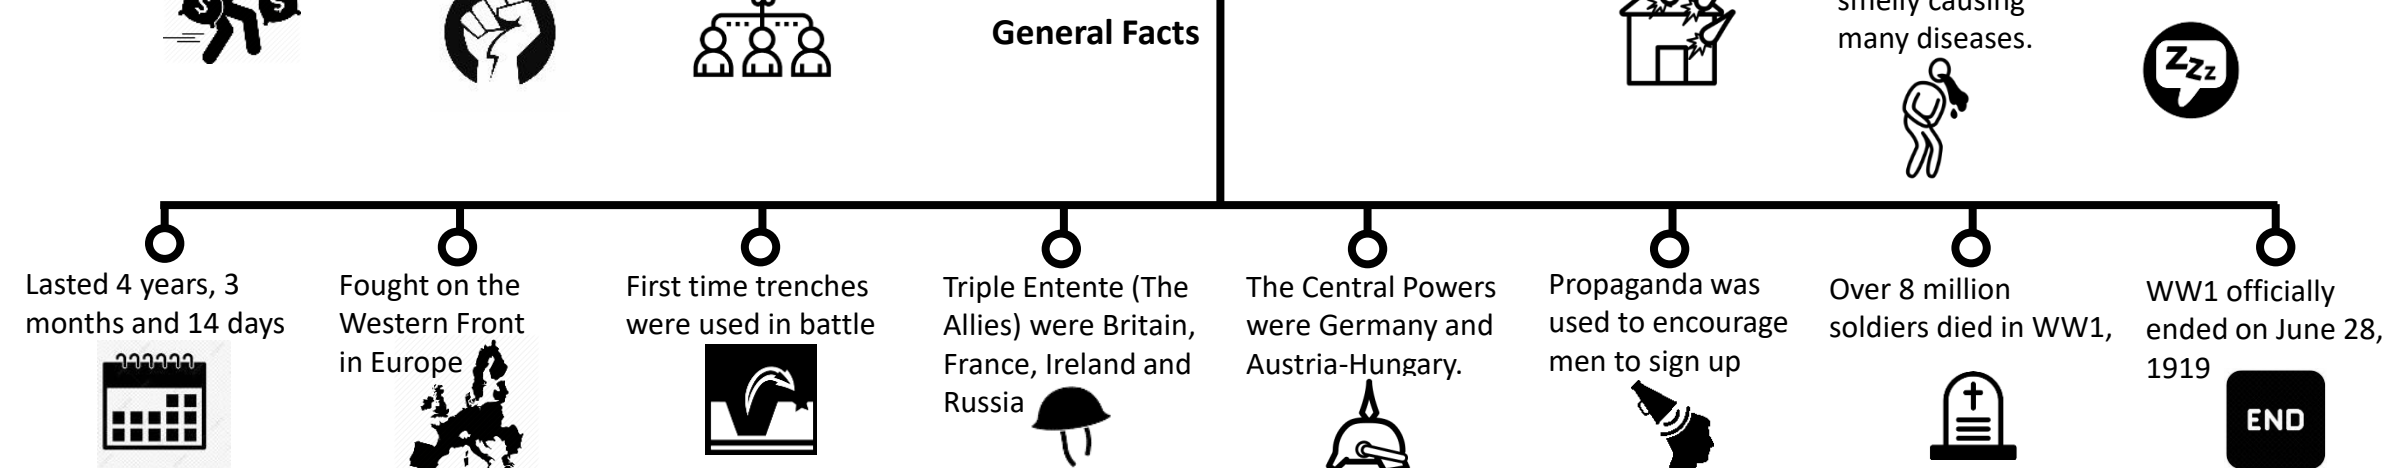 General Facts
smelly causing
many diseases.
$
$
ZZz
Lasted 4 years, 3
months and 14 days
Fought on the
Western Front
in Europe
First time trenches
were used in battle
Triple Entente (The
Allies) were Britain,
France, Ireland and
Russia
The Central Powers
were Germany and
Austria-Hungary.
Propaganda was
used to encourage
men to sign up
Over 8 million
soldiers died in WW1,
WW1 officially
ended on June 28,
1919
END